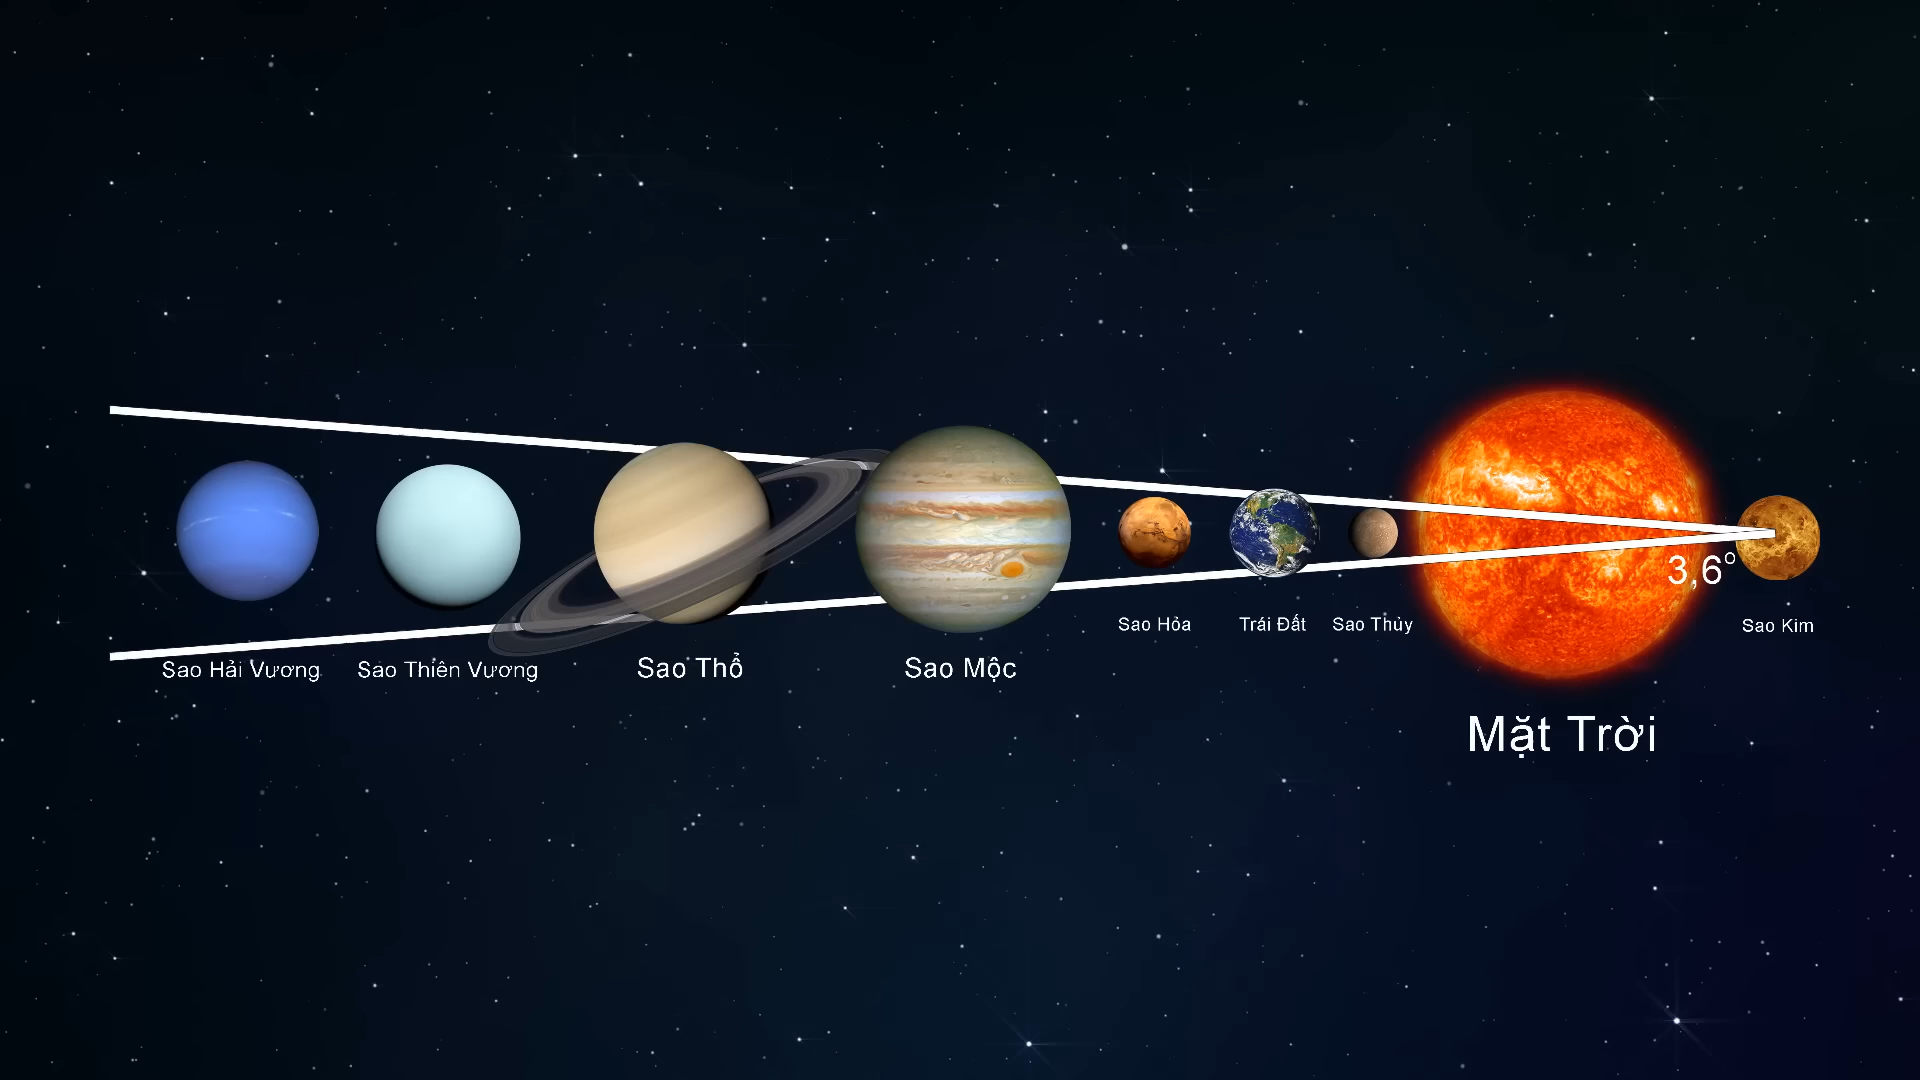 3,6°
Sao Hỏa
Trái Đất
Sao Thủy
Sao Kim
Sao Hải Vương
Sao Thiên Vương
Sao Thổ
Sao Mộc
Mặt Trời